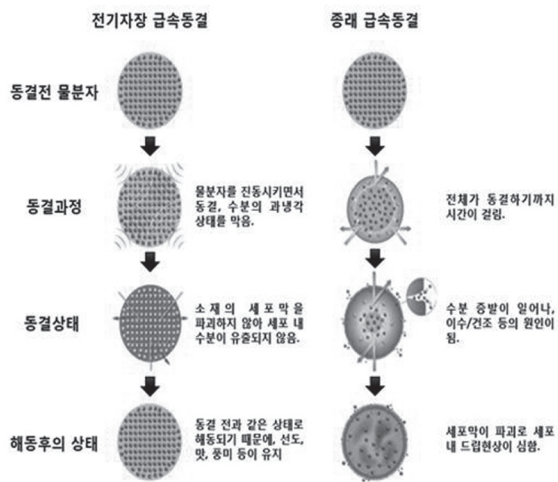 전기자장 급속동결
종래 급속동결
동결전 물분자
동결과정
물분자를 진동시키면서
동결, 수분의 과냉각
상태를 막음.
전체가 동결하기까지
시간이 걸림.
동결상태
소재의 세포막을
파괴하지 않아 세포 내
수분이 유출되지 않음.
수분 증발이 일어나,
이수/건조 등의 원인이
됨.
해동후의 상태
동결 전과 같은 상태로
해동되기 때문에, 선도,
맛, 풍미 등이 유지
세포막이 파괴로 세포
내 드립현상이 심함.